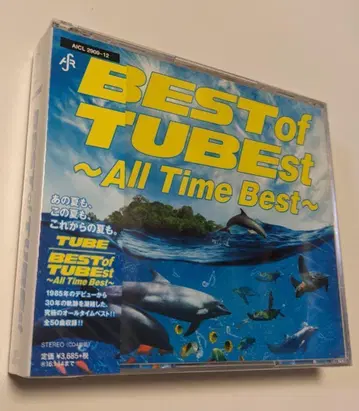 AICL 2909-12
BEST of
TUBEst
~All Time Best~
あの夏も、
この夏も、
これからの夏も。
TUBE
BEST of
TUBEst
~All Time Best~
1985年のデビューから
30年の軌跡を凝縮した、
究極のオールタイムベスト!!
全50曲収録!!
STEREO
定価 ¥3,685+税